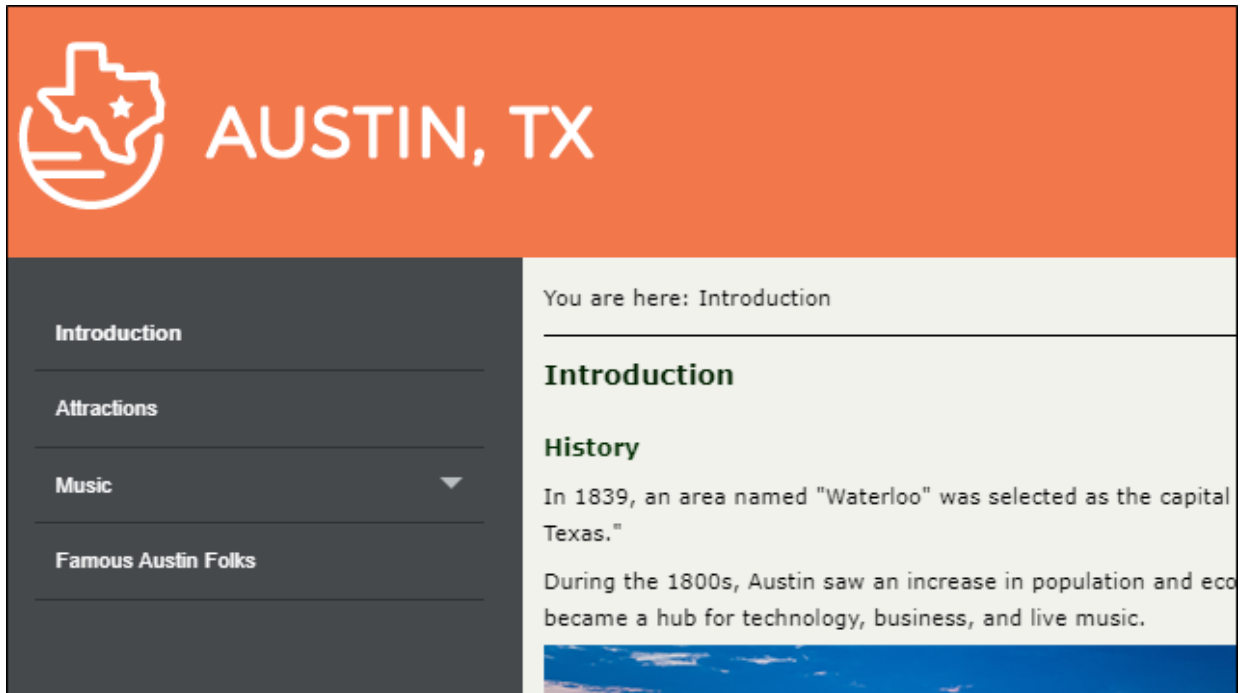 AUSTIN, TX
Introduction
Attractions
Music
Famous Austin Folks
You are here: Introduction
Introduction
History
In 1839, an area named "Waterloo" was selected as the capital
Texas."
During the 1800s, Austin saw an increase in population and eco
became a hub for technology, business, and live music.